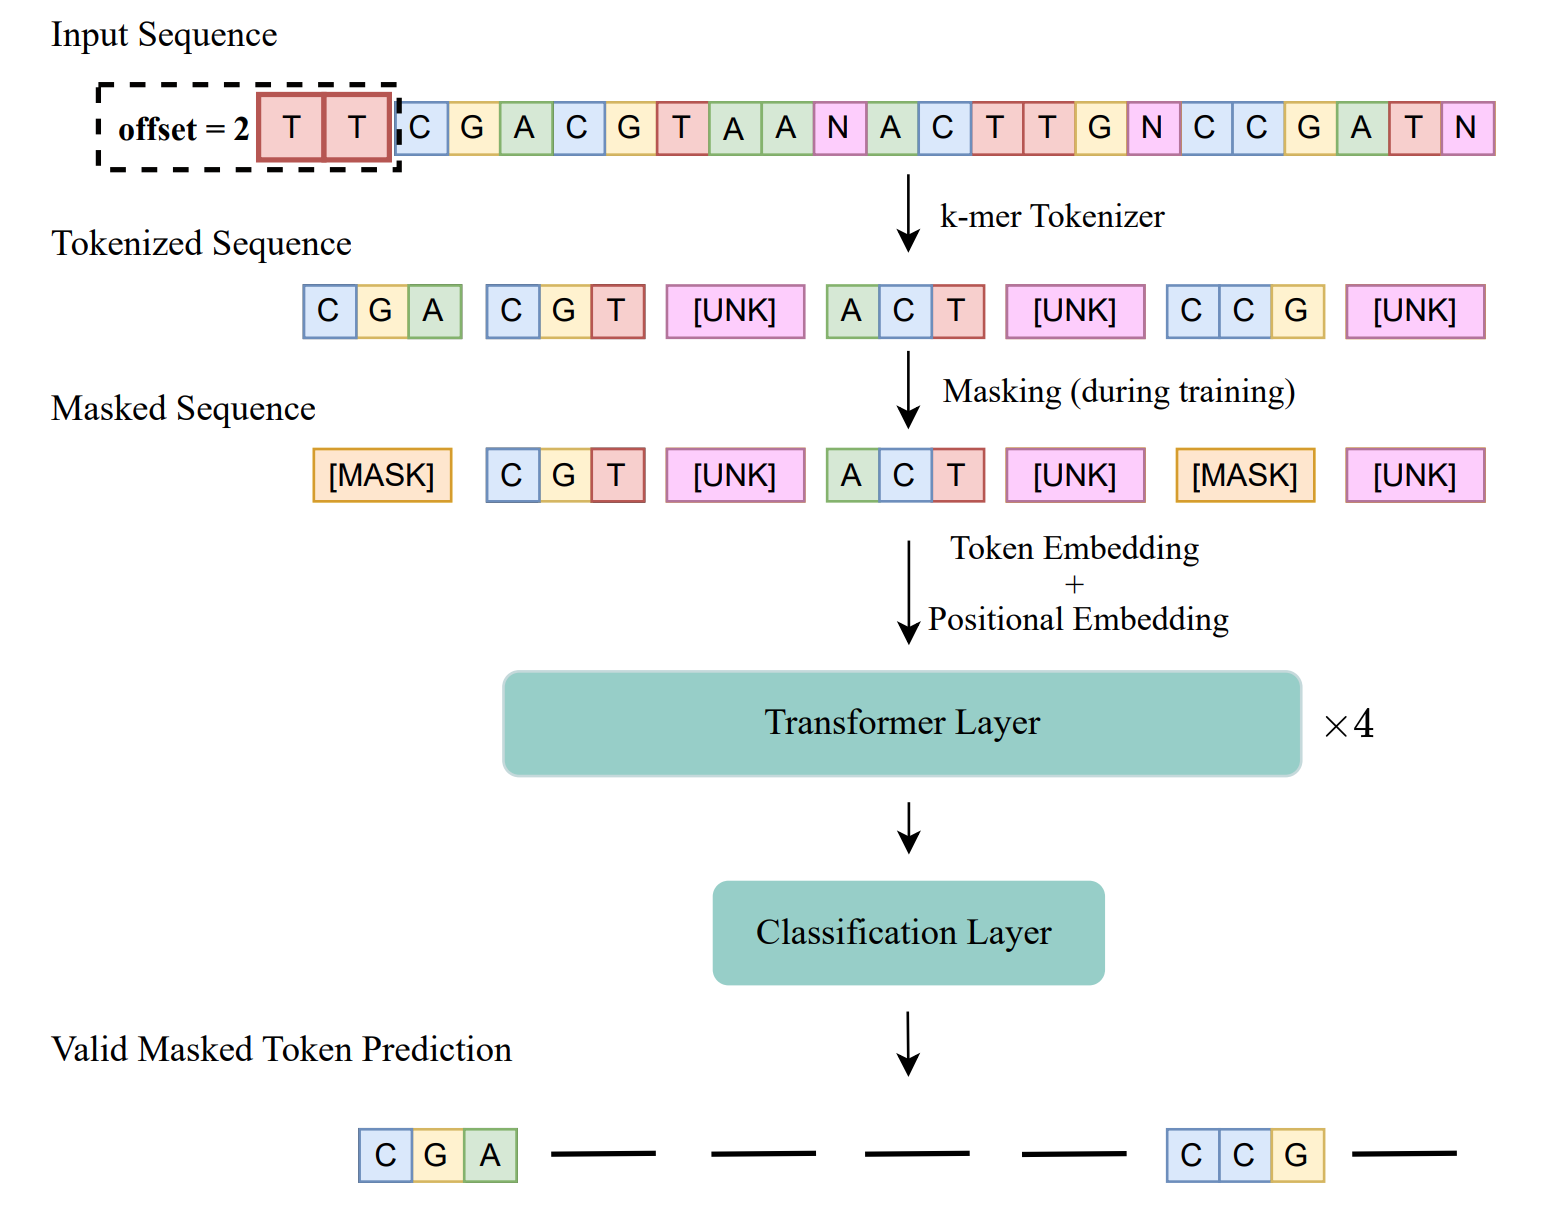 Input Sequence
offset = 2 T T C G A C G T A A N A C T T G N C C G A T N
k-mer Tokenizer
Tokenized Sequence
C G A C G T [UNK] A C T [UNK] C C G [UNK]
Masking (during training)
Masked Sequence
[MASK] C G T [UNK] A C T [UNK] [MASK] [UNK]
Token Embedding
+
Positional Embedding
Transformer Layer ×4
Classification Layer
Valid Masked Token Prediction
C G A C C G